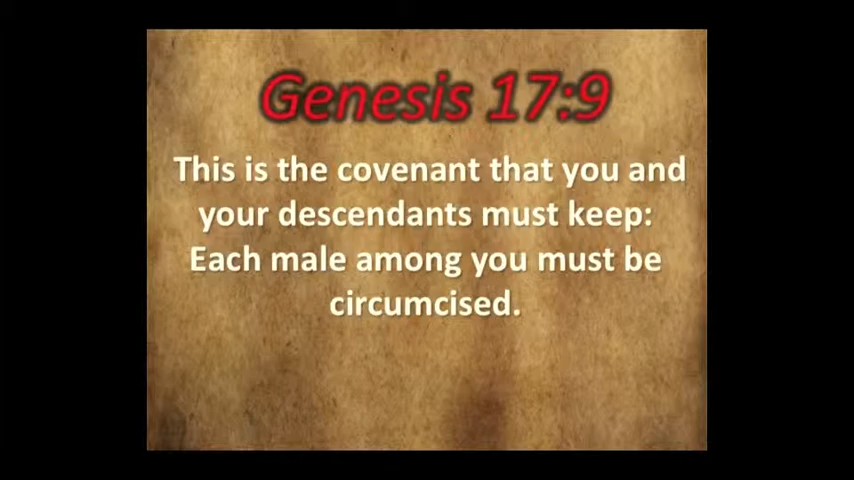 Genesis 17:9
This is the covenant that you and
your descendants must keep:
Each male among you must be
circumcised.